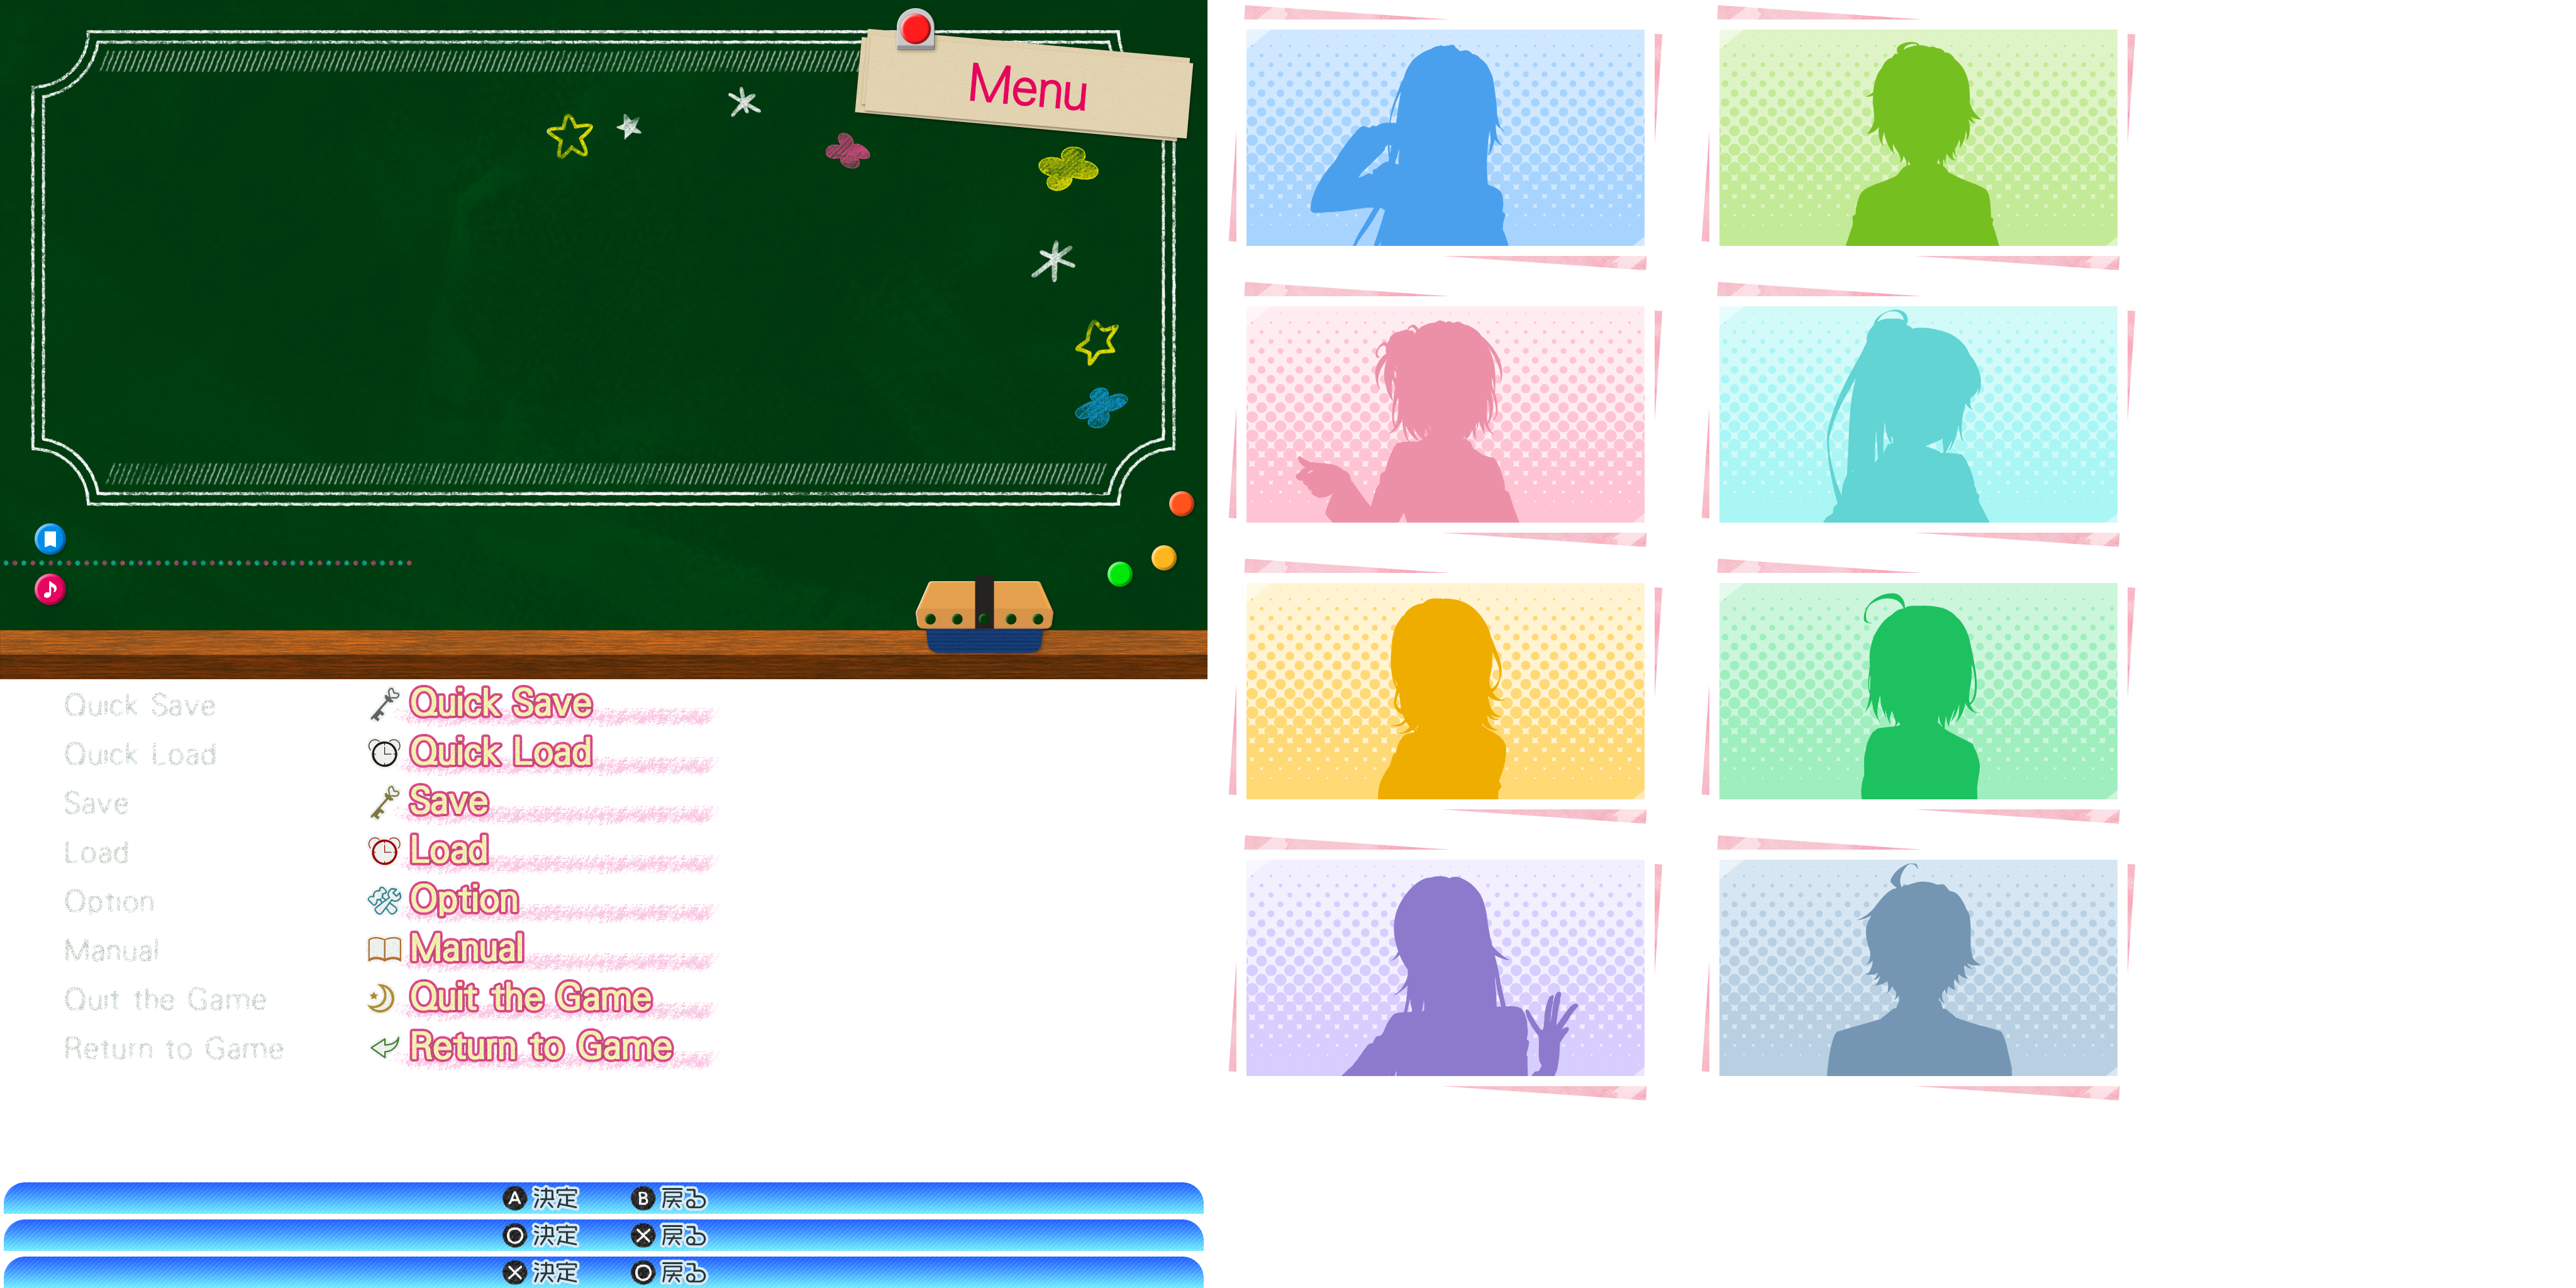 Menu
Quick Save
Quick Load
Save
Load
Option
Manual
Quit the Game
Return to Game
Quick Save
Quick Load
Save
Load
Option
Manual
Quit the Game
Return to Game
A 決定 B 戻る
○ 決定 × 戻る
× 決定 ○ 戻る